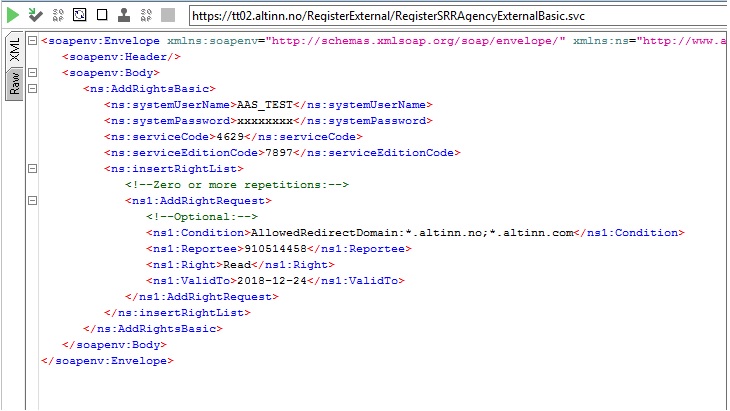 https://tt02.altinn.no/RegisterExternal/RegisterSRRAgencyExternalBasic.svc
XML
Raw
<soapenv:Envelope xmlns:soapenv="http://schemas.xmlsoap.org/soap/envelope/" xmlns:ns="http://www.a
<soapenv:Header/>
<soapenv:Body>
<ns:AddRightsBasic>
<ns:systemUserName>AAS_TEST</ns:systemUserName>
<ns:systemPassword>xxxxxxxx</ns:systemPassword>
<ns:serviceCode>4629</ns:serviceCode>
<ns:serviceEditionCode>7897</ns:serviceEditionCode>
<ns:insertRightList>
<!--Zero or more repetitions:-->
<ns1:AddRightRequest>
<!--Optional:-->
<ns1:Condition>AllowedRedirectDomain:*.altinn.no;*.altinn.com</ns1:Condition>
<ns1:Reportee>910514458</ns1:Reportee>
<ns1:Right>Read</ns1:Right>
<ns1:ValidTo>2018-12-24</ns1:ValidTo>
</ns1:AddRightRequest>
</ns:insertRightList>
</ns:AddRightsBasic>
</soapenv:Body>
</soapenv:Envelope>